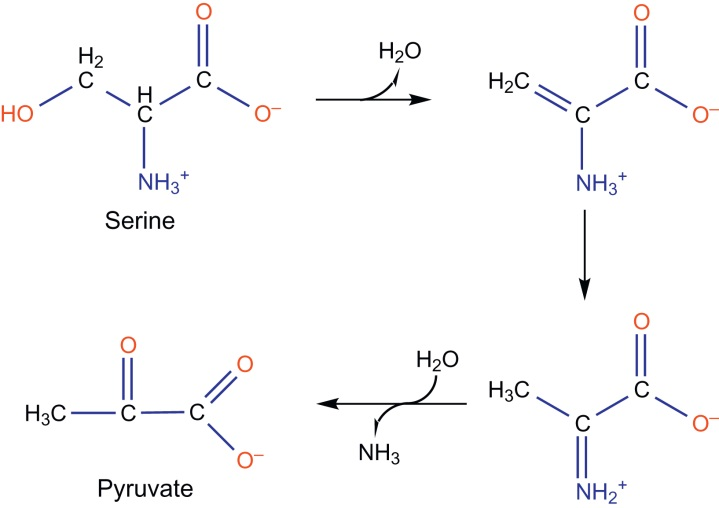 O
H₂
C
H
C
C
HO
O⁻
NH₃⁺
Serine
H₂O
O
H₂C
C
C
O⁻
NH₃⁺
O
H₃C
C
C
O⁻
NH₂⁺
H₂O
NH₃
O
O
H₃C
C
C
O⁻
Pyruvate